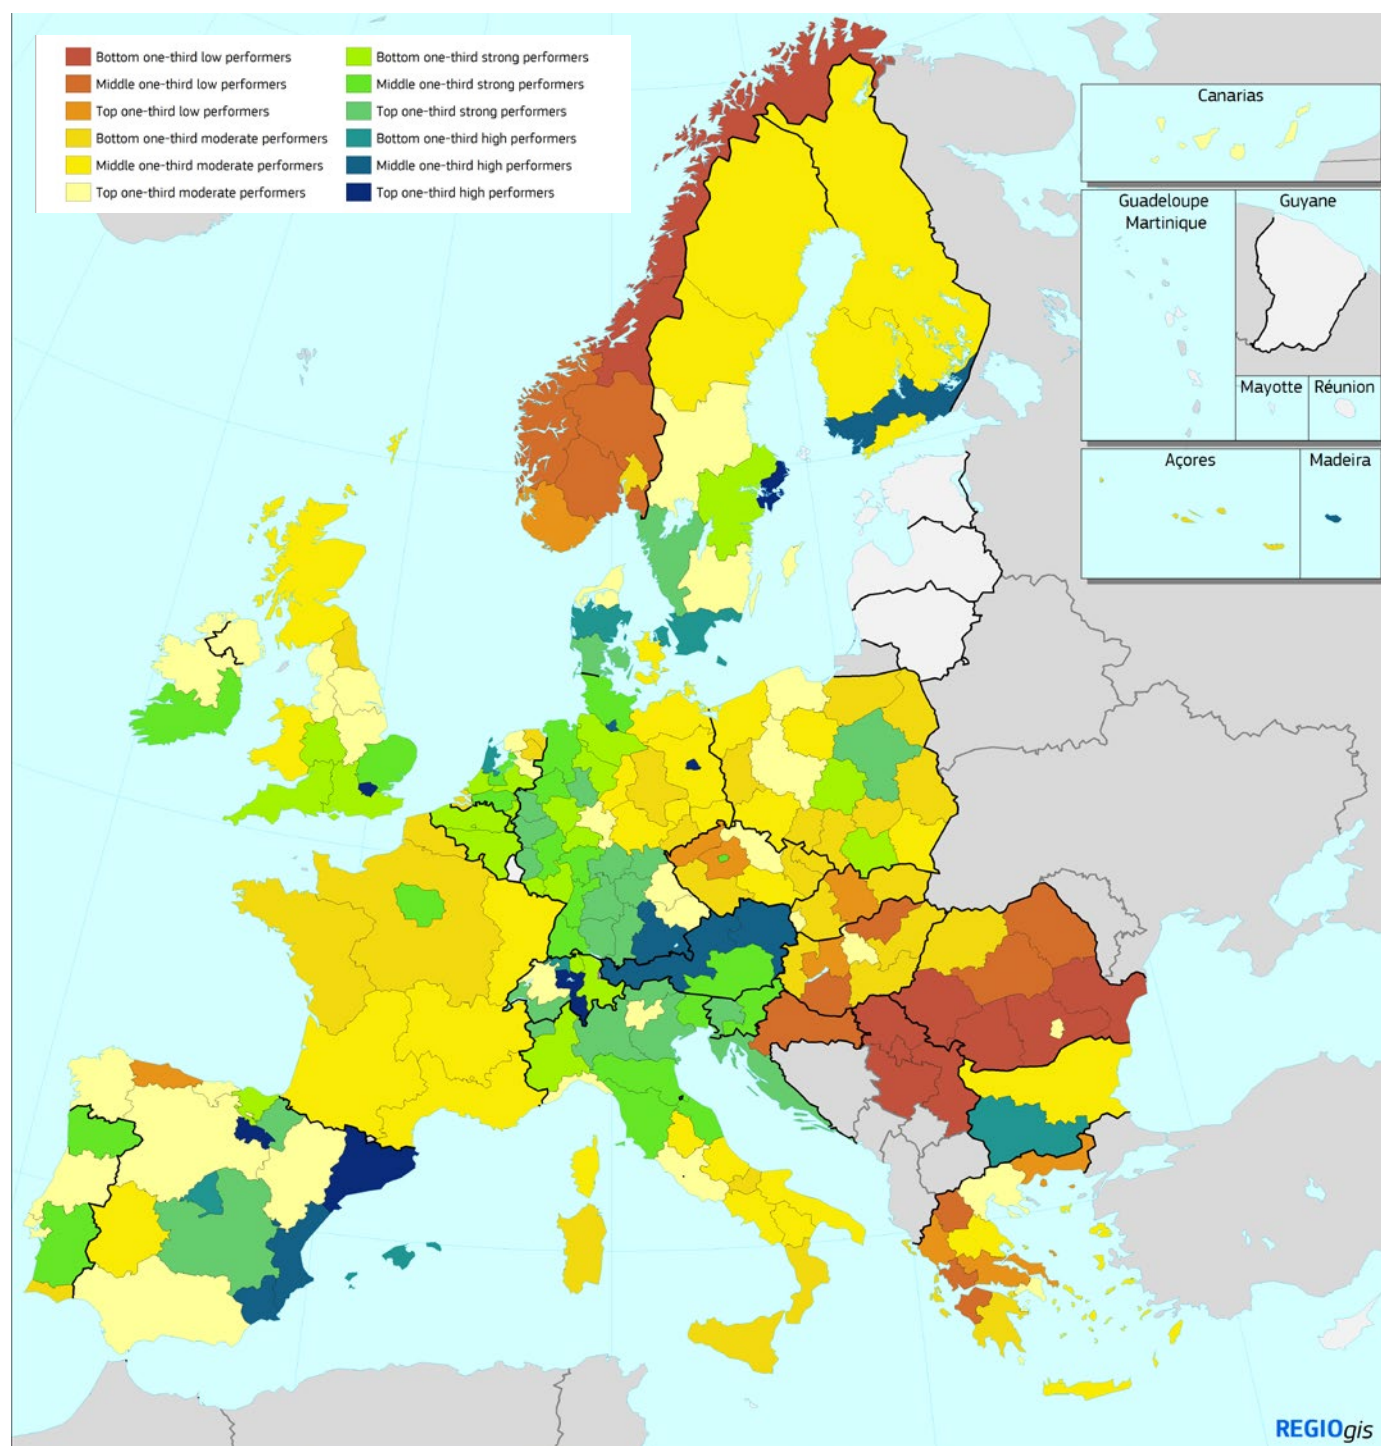 Bottom one-third low performers
Middle one-third low performers
Top one-third low performers
Bottom one-third moderate performers
Middle one-third moderate performers
Top one-third moderate performers
Bottom one-third strong performers
Middle one-third strong performers
Top one-third strong performers
Bottom one-third high performers
Middle one-third high performers
Top one-third high performers
Canarias
Guadeloupe
Martinique
Guyane
Mayotte
Réunion
Açores
Madeira
REGIOgis